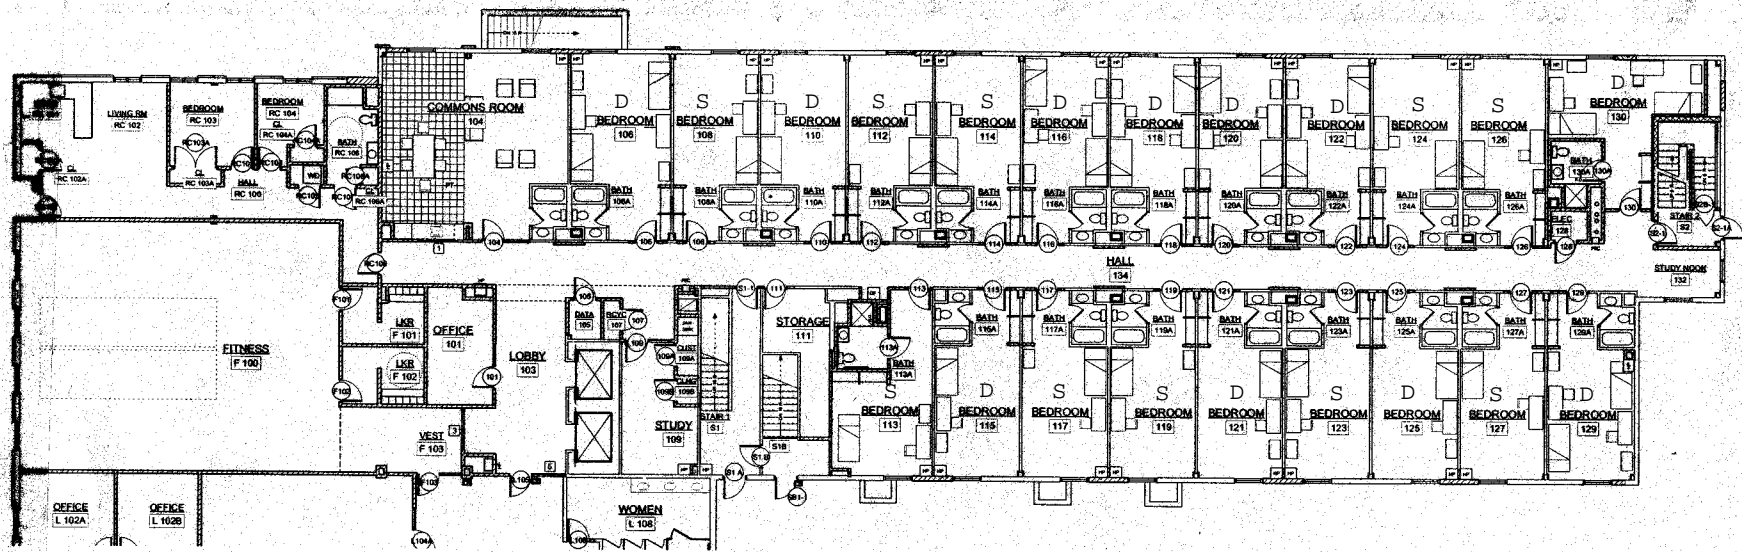 LIVING RM
RC 102
BEDROOM
RC 103
BEDROOM
RC 104
CL
RC 104A
BATH
RC 105
CL
RC 102A
CL
RC 103A
HALL
RC 100
WD
COMMONS ROOM
104
D
BEDROOM
106
S
BEDROOM
108
D
BEDROOM
110
S
BEDROOM
112
S
BEDROOM
114
D
BEDROOM
116
D
BEDROOM
118
D
BEDROOM
120
D
BEDROOM
122
S
BEDROOM
124
S
BEDROOM
126
D
BEDROOM
130
BATH
106A
BATH
108A
BATH
110A
BATH
112A
BATH
114A
BATH
116A
BATH
118A
BATH
120A
BATH
122A
BATH
124A
BATH
126A
BATH
130A
ELEC
128
STAIR 2
S2
STUDY NOOK
132
HALL
134
FITNESS
F 100
LKR
F 101
LKR
F 102
VEST
F 103
OFFICE
101
LOBBY
103
DATA
105
RCYC
107
CUST
109A
CLNG
109B
STUDY
109
STAIR 1
S1
STORAGE
111
S1B
BATH
113A
S
BEDROOM
113
BATH
115A
D
BEDROOM
115
BATH
117A
S
BEDROOM
117
BATH
119A
S
BEDROOM
119
BATH
121A
D
BEDROOM
121
BATH
123A
S
BEDROOM
123
BATH
125A
D
BEDROOM
125
BATH
127A
S
BEDROOM
127
BATH
129A
D
BEDROOM
129
OFFICE
L 102A
OFFICE
L 102B
WOMEN
L 108